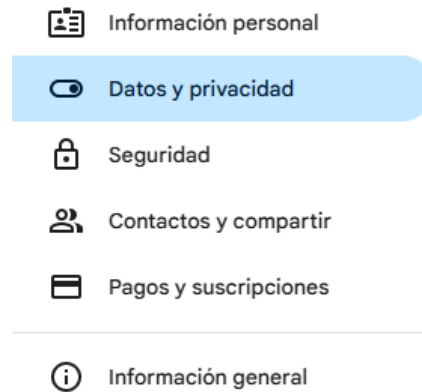 Información personal
Datos y privacidad
Seguridad
Contactos y compartir
Pagos y suscripciones
Información general